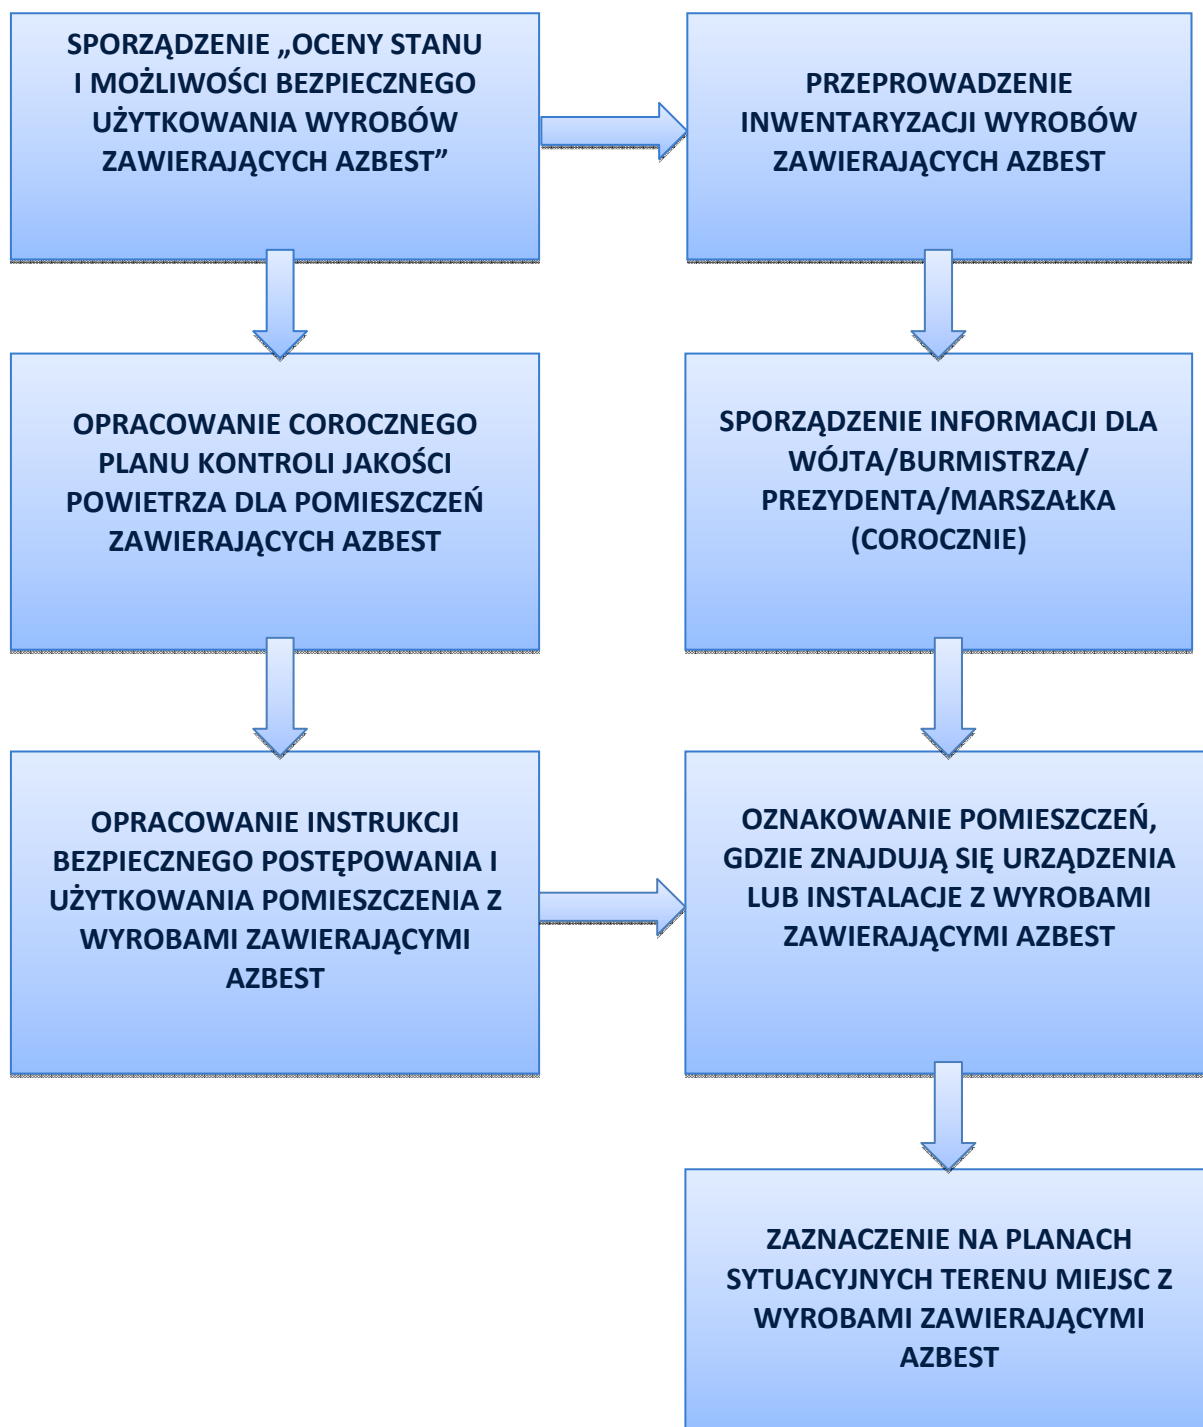 SPORZĄDZENIE „OCENY STANU
I MOŻLIWOŚCI BEZPIECZNEGO
UŻYTKOWANIA WYROBÓW
ZAWIERAJĄCYCH AZBEST”
PRZEPROWADZENIE
INWENTARYZACJI WYROBÓW
ZAWIERAJĄCYCH AZBEST
OPRACOWANIE COROCZNEGO
PLANU KONTROLI JAKOŚCI
POWIETRZA DLA POMIESZCZEŃ
ZAWIERAJĄCYCH AZBEST
SPORZĄDZENIE INFORMACJI DLA
WÓJTA/BURMISTRZA/
PREZYDENTA/MARSZAŁKA
(COROCZNIE)
OPRACOWANIE INSTRUKCJI
BEZPIECZNEGO POSTĘPOWANIA I
UŻYTKOWANIA POMIESZCZENIA Z
WYROBAMI ZAWIERAJĄCYMI
AZBEST
OZNAKOWANIE POMIESZCZEŃ,
GDZIE ZNAJDUJĄ SIĘ URZĄDZENIA
LUB INSTALACJE Z WYROBAMI
ZAWIERAJĄCYMI AZBEST
ZAZNACZENIE NA PLANACH
SYTUACYJNYCH TERENU MIEJSC Z
WYROBAMI ZAWIERAJĄCYMI
AZBEST